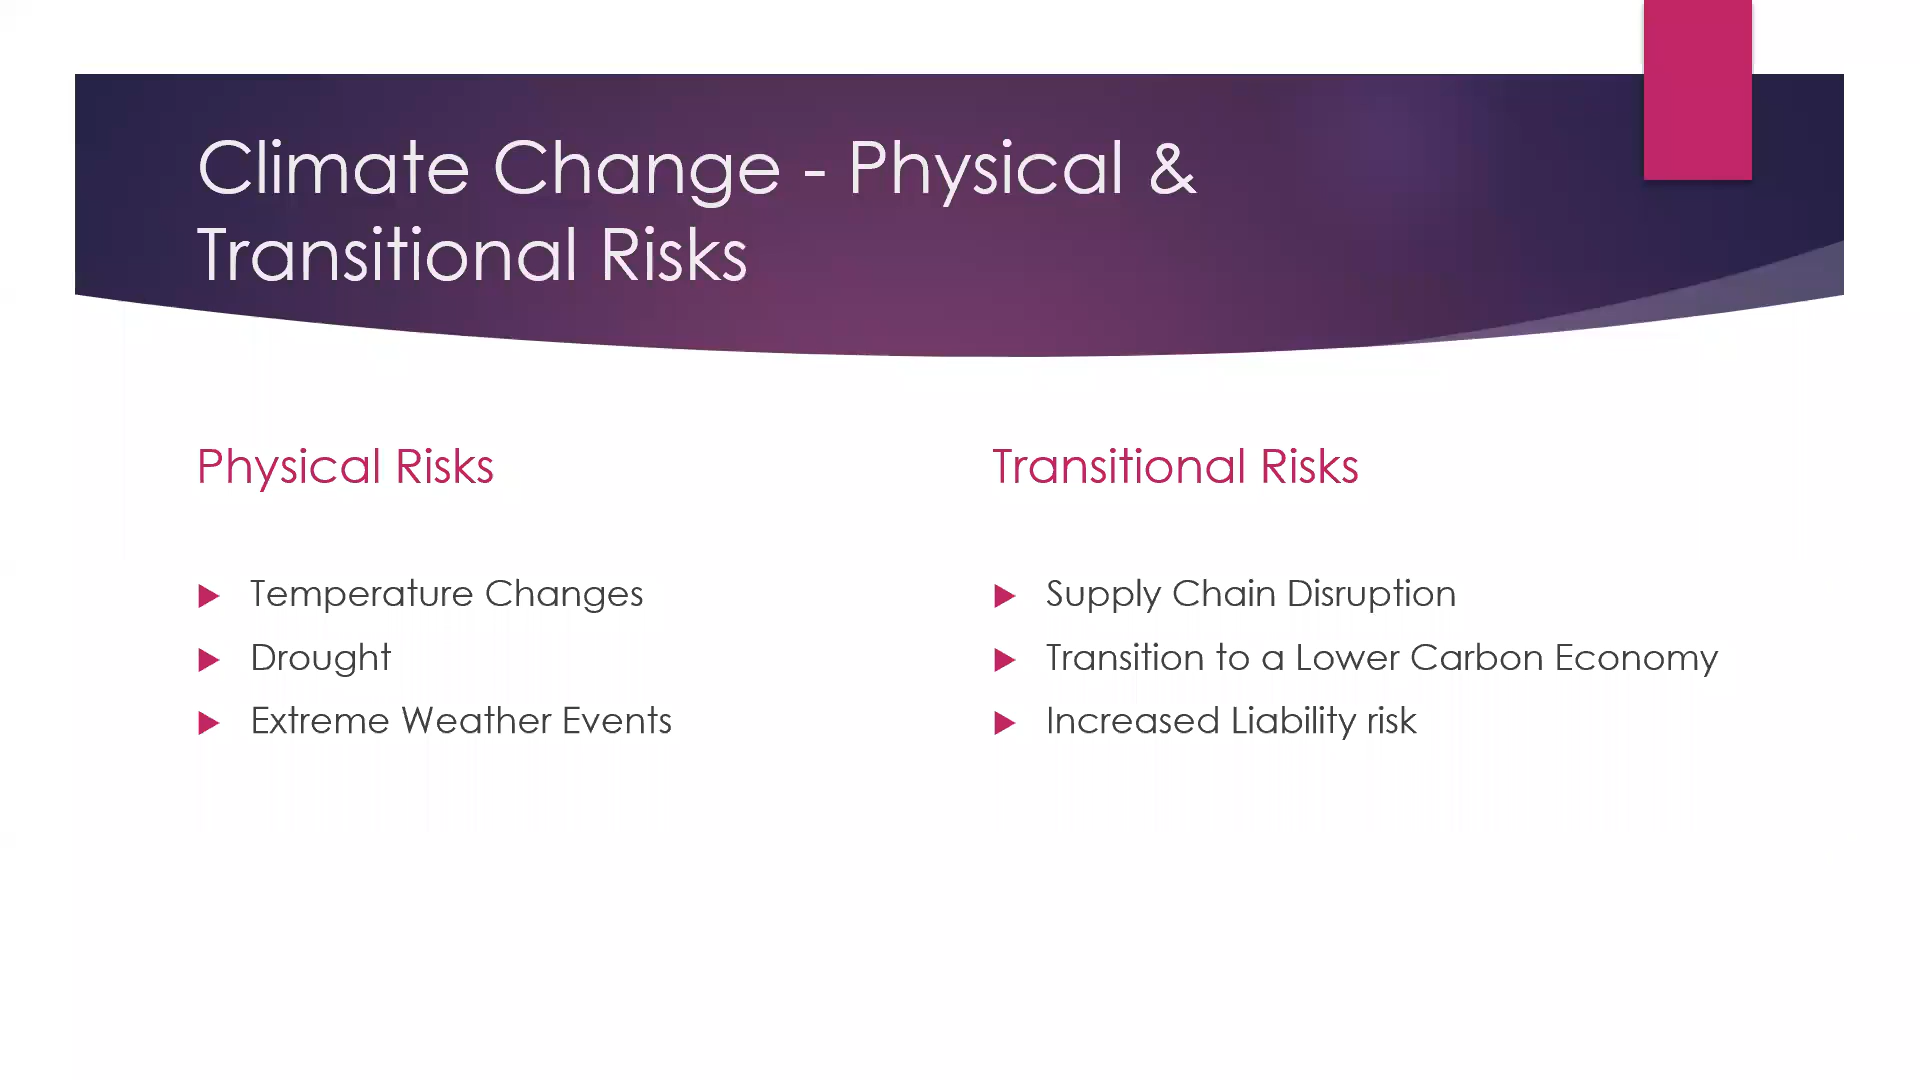 Climate Change - Physical &
Transitional Risks
Physical Risks
Temperature Changes
Drought
Extreme Weather Events
Transitional Risks
Supply Chain Disruption
Transition to a Lower Carbon Economy
Increased Liability risk